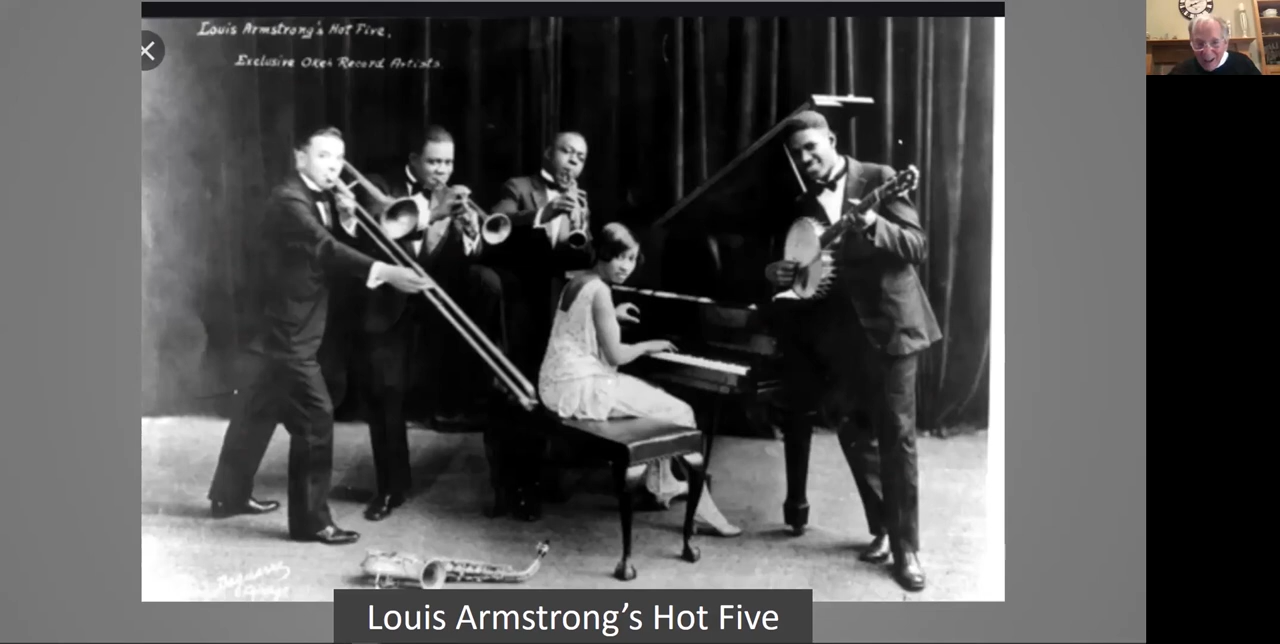 Louis Armstrong's Hot Five,
Exclusive Okeh Record Artists.
Louis Armstrong’s Hot Five